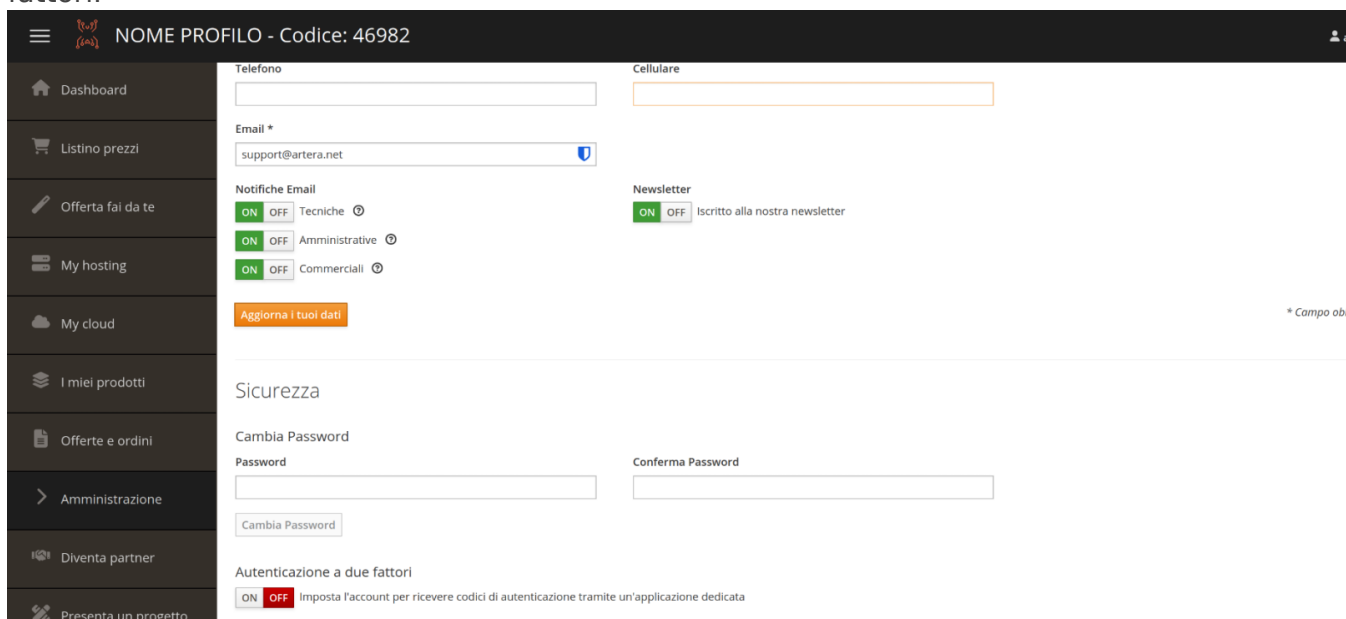 fattori.
NOME PROFILO - Codice: 46982
Dashboard
Listino prezzi
Offerta fai da te
My hosting
My cloud
I miei prodotti
Offerte e ordini
Amministrazione
Diventa partner
Presenta un progetto
Telefono Cellulare
Email *
support@artera.net
Notifiche Email Newsletter
ON OFF Tecniche ON OFF Iscritto alla nostra newsletter
ON OFF Amministrative
ON OFF Commerciali
Aggiorna i tuoi dati * Campo
Sicurezza
Cambia Password
Password Conferma Password
Cambia Password
Autenticazione a due fattori
ON OFF Imposta l'account per ricevere codici di autenticazione tramite un'applicazione dedicata